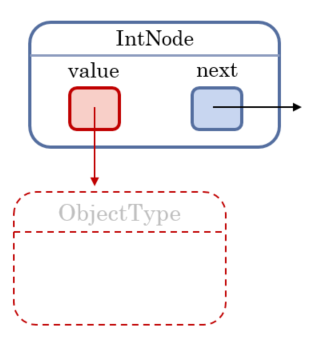 IntNode
value next
ObjectType